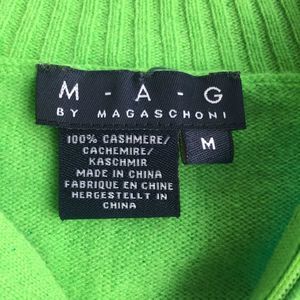 M - A - G
BY MAGASCHONI
100% CASHMERE/
CACHEMIRE/
KASCHMIR
MADE IN CHINA
FABRIQUE EN CHINE
HERGESTELLT IN
CHINA
M